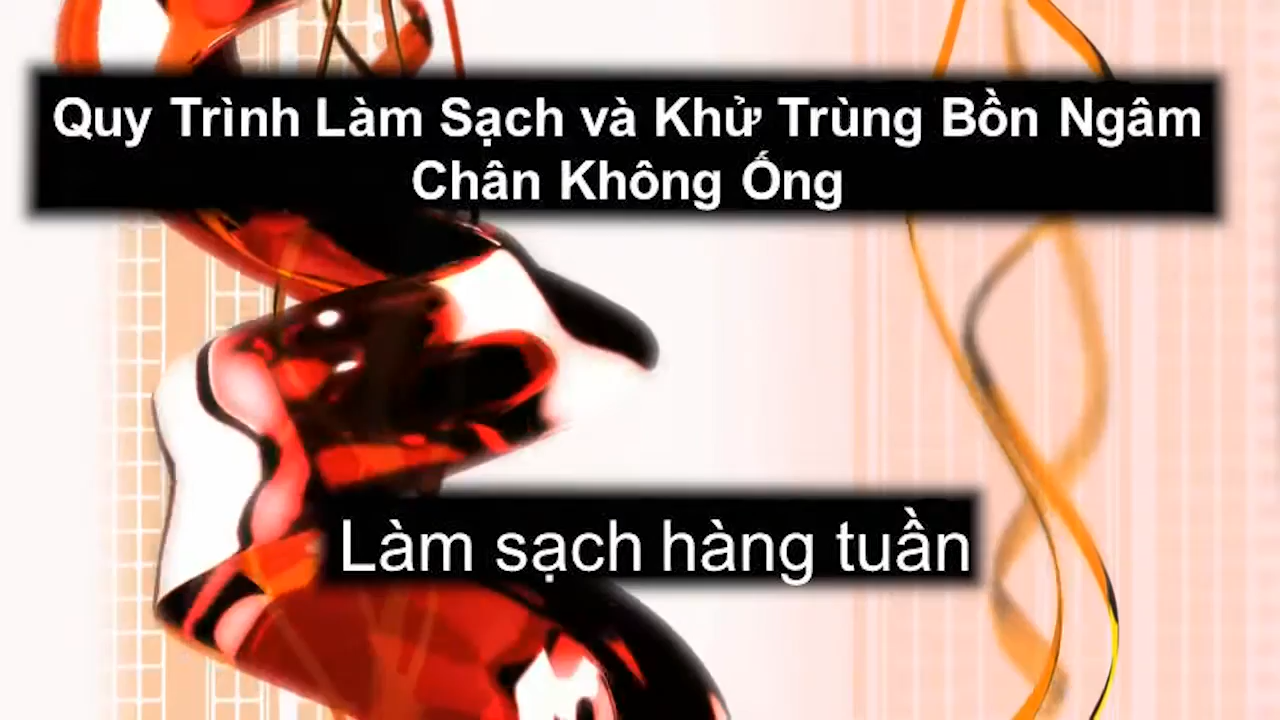 Quy Trình Làm Sạch và Khử Trùng Bồn Ngâm
Chân Không Ống
Làm sạch hàng tuần